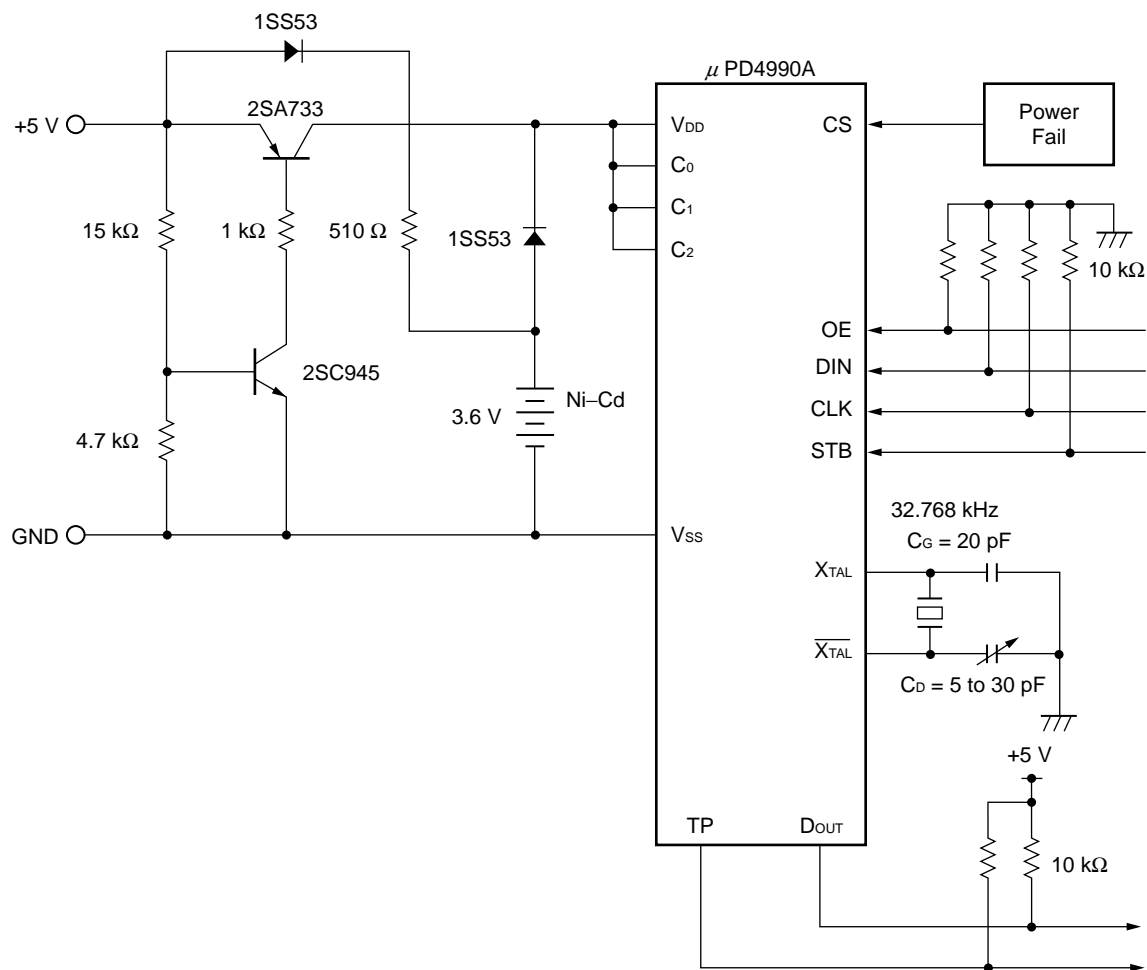 1SS53
μ PD4990A
2SA733
+5 V
VDD
CS
Power
Fail
C0
C1
C2
15 kΩ
1 kΩ
510 Ω
1SS53
10 kΩ
OE
DIN
2SC945
Ni–Cd
CLK
3.6 V
4.7 kΩ
STB
32.768 kHz
GND
VSS
CG = 20 pF
XTAL
XTAL
CD = 5 to 30 pF
+5 V
TP
DOUT
10 kΩ